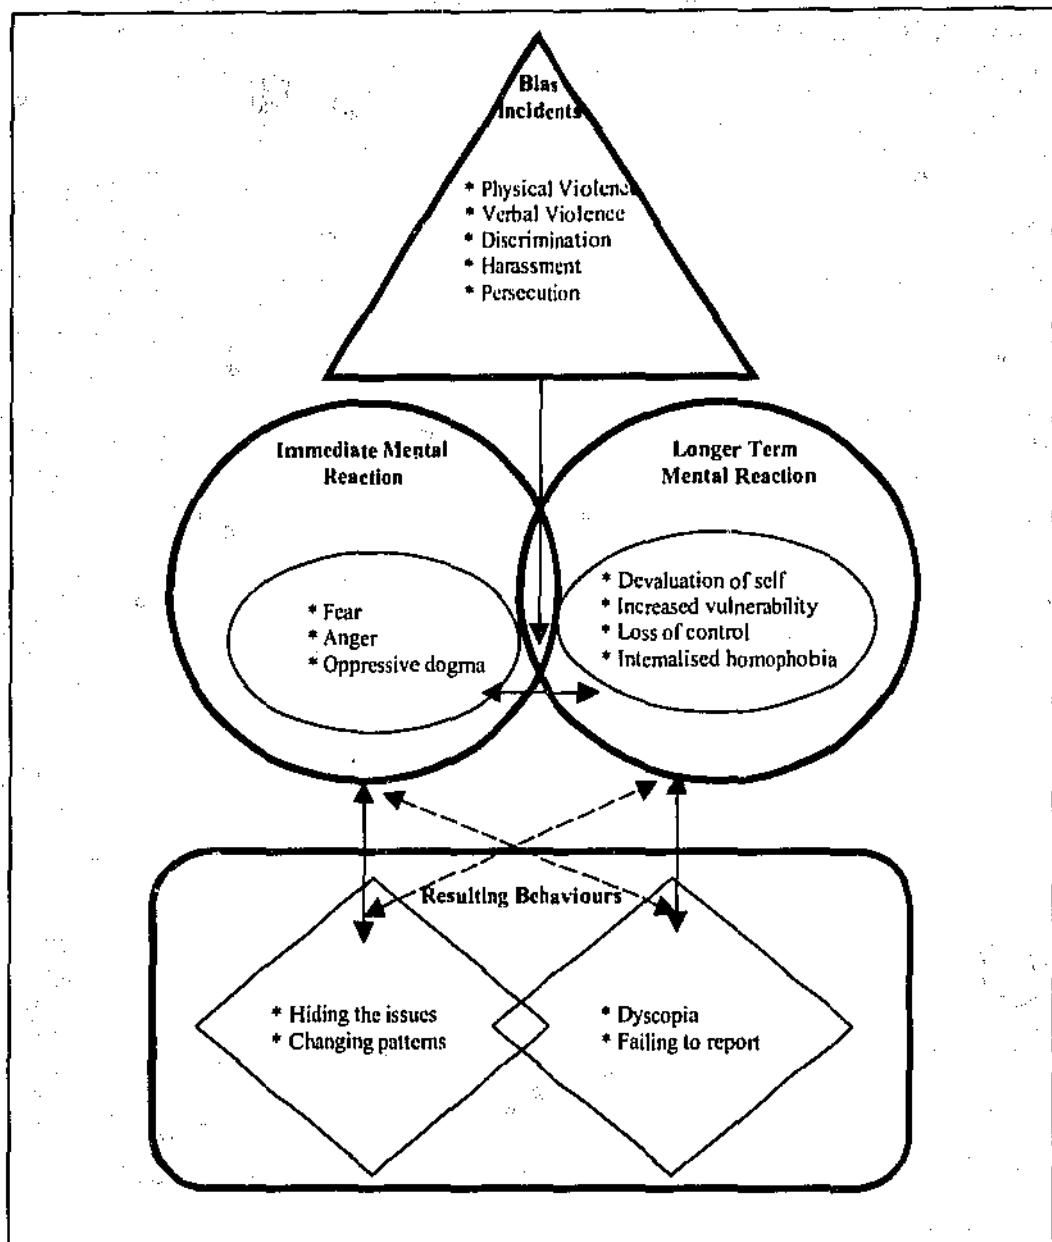 Bias
Incidents
* Physical Violence
* Verbal Violence
* Discrimination
* Harassment
* Persecution
Immediate Mental
Reaction
* Fear
* Anger
* Oppressive dogma
Longer Term
Mental Reaction
* Devaluation of self
* Increased vulnerability
* Loss of control
* Internalised homophobia
Resulting Behaviours
* Hiding the issues
* Changing patterns
* Dyscopia
* Failing to report